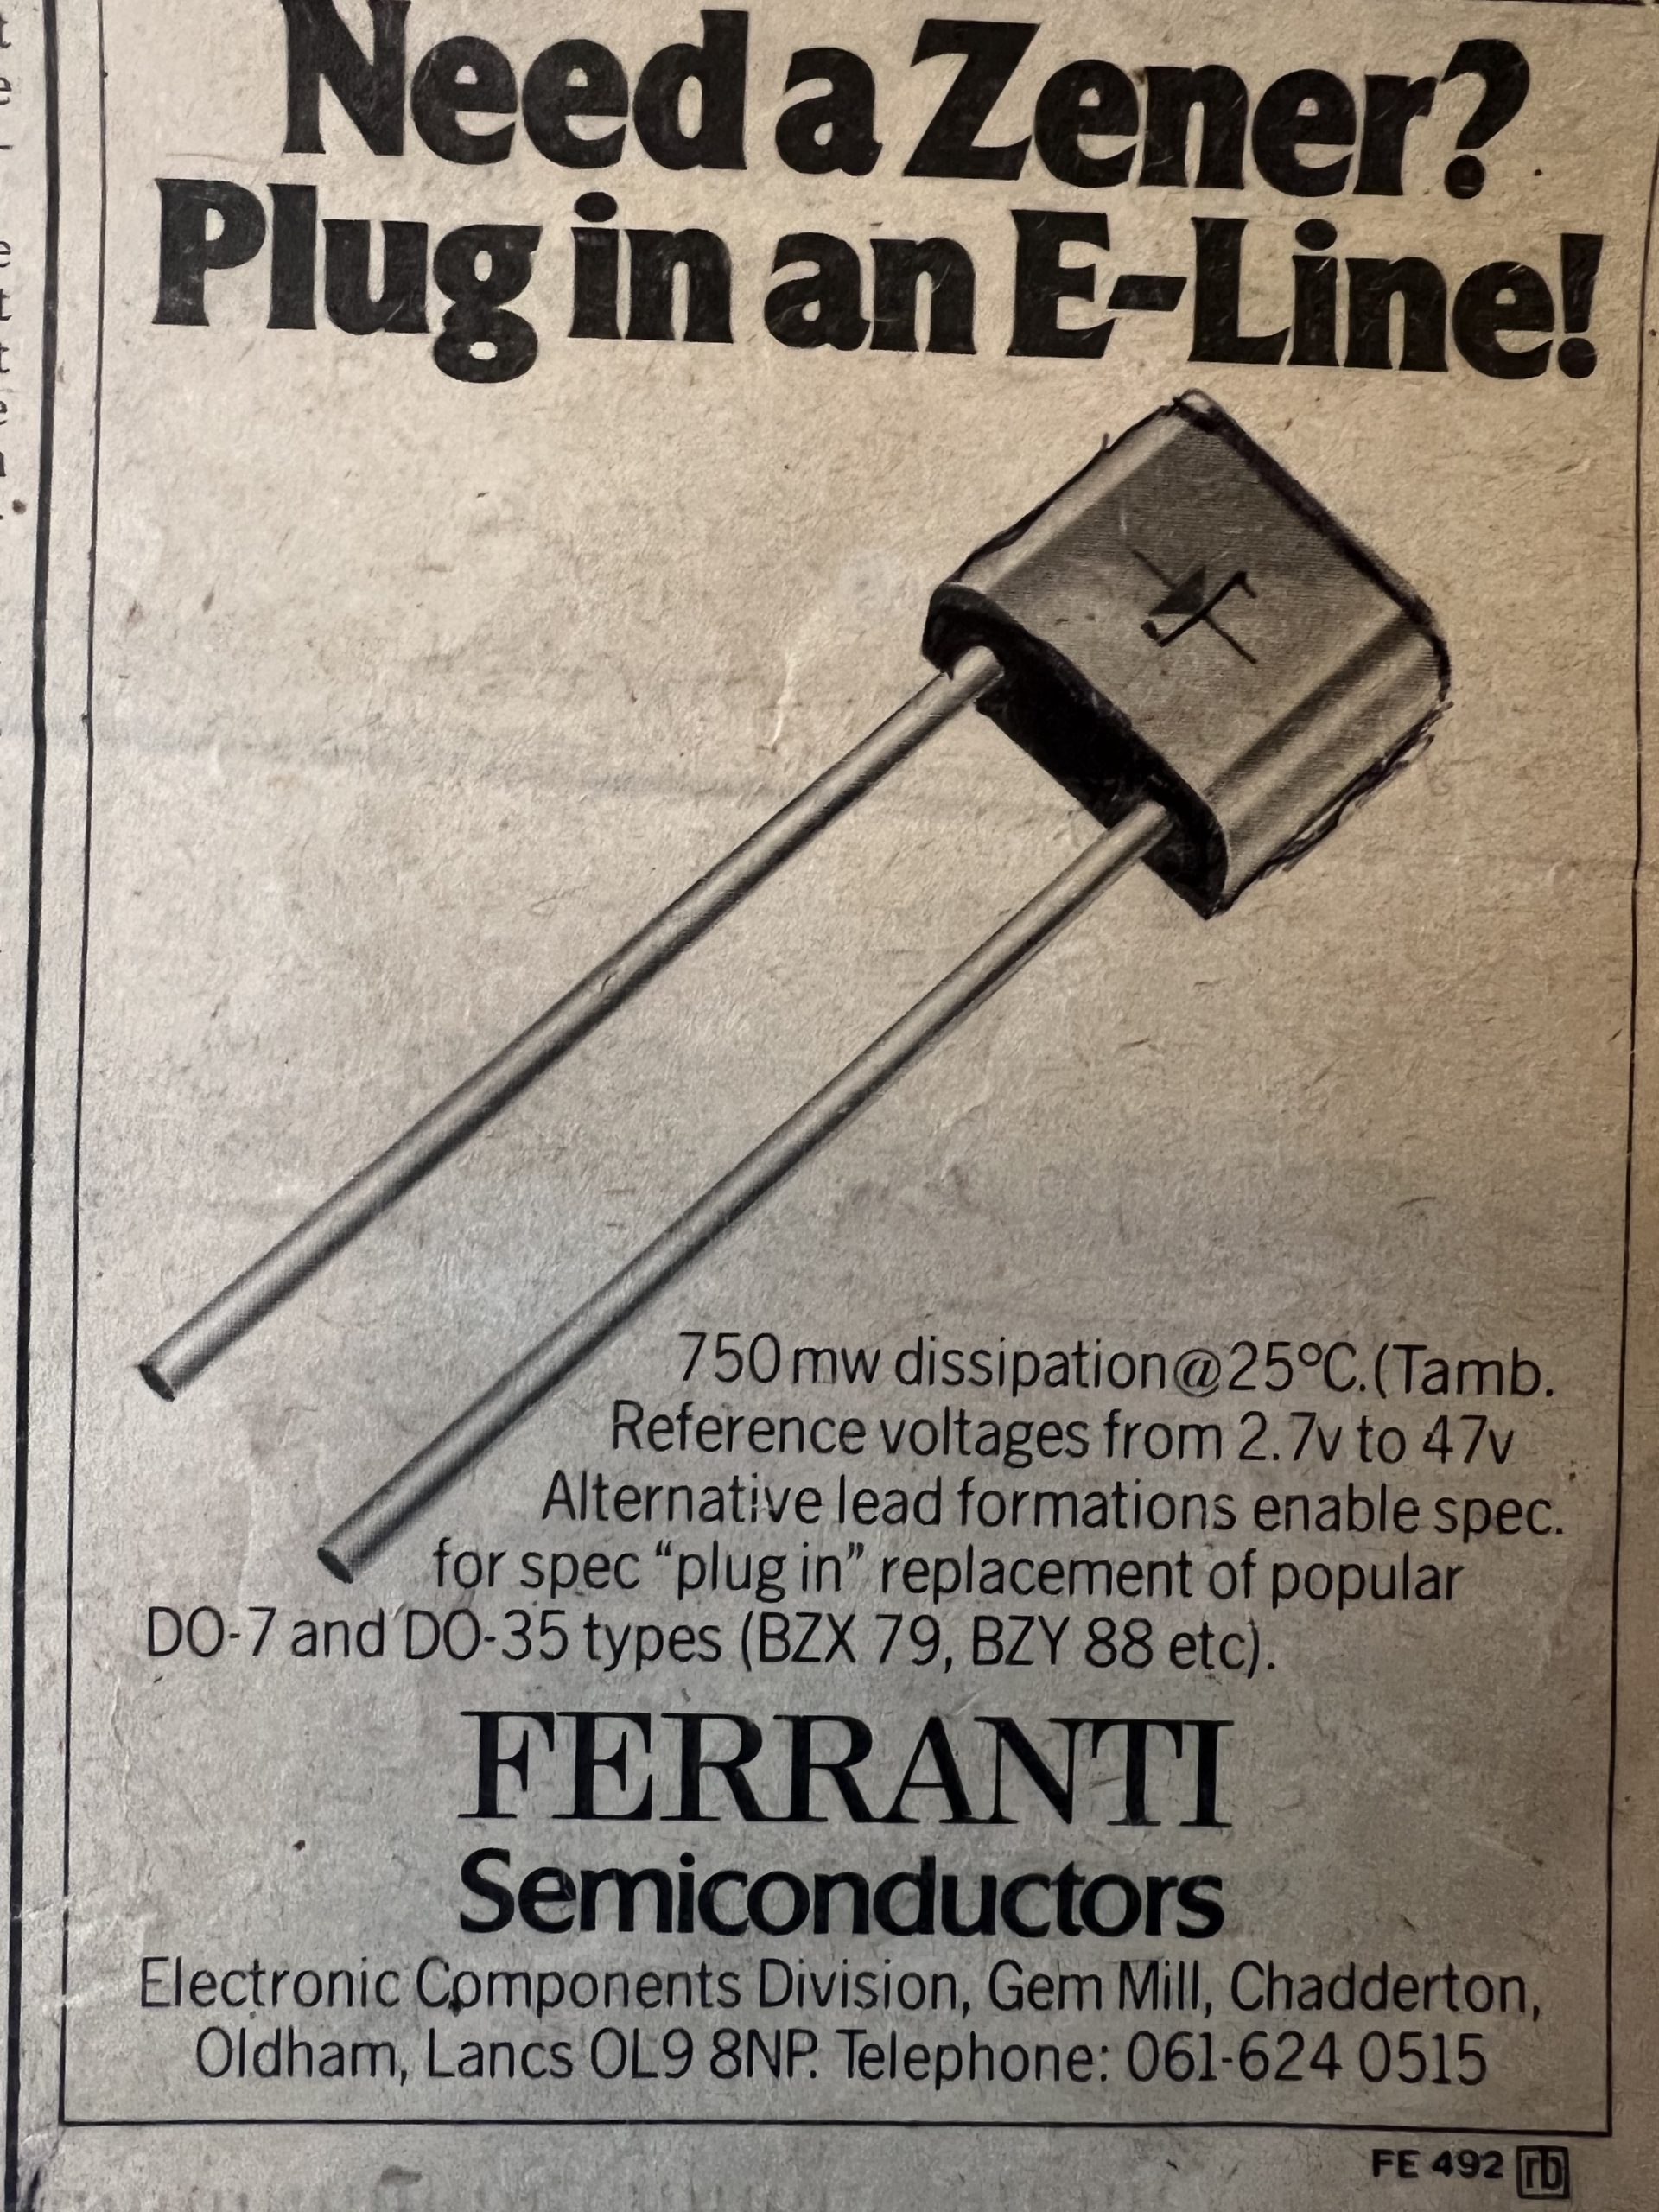 Need a Zener?
Plug in an E-Line!
750mw dissipation@25°C.(Tamb.
Reference voltages from 2.7v to 47v
Alternative lead formations enable spec.
for spec “plug in” replacement of popular
DO-7 and DO-35 types (BZX 79, BZY 88 etc).
FERRANTI
Semiconductors
Electronic Components Division, Gem Mill, Chadderton,
Oldham, Lancs OL9 8NP. Telephone: 061-624 0515
FE 492 rb